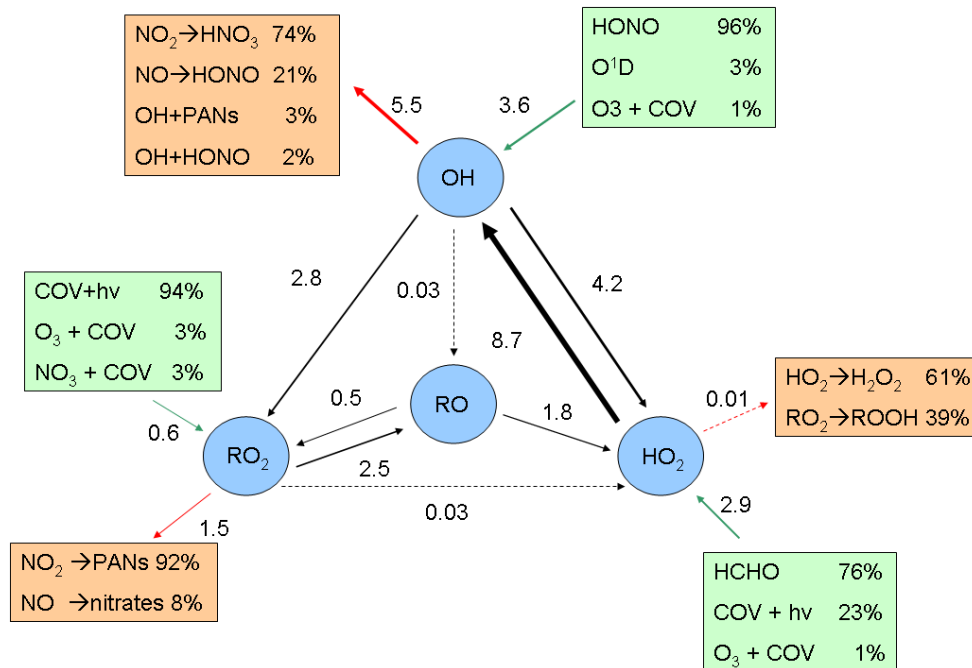 NO₂→HNO₃ 74%
NO→HONO 21%
OH+PANs 3%
OH+HONO 2%
HONO 96%
O¹D 3%
O3 + COV 1%
5.5
3.6
OH
2.8
0.03
4.2
8.7
COV+hv 94%
O₃ + COV 3%
NO₃ + COV 3%
0.6
0.5
RO
1.8
0.01
HO₂→H₂O₂ 61%
RO₂→ROOH 39%
RO₂
2.5
HO₂
0.03
1.5
2.9
NO₂ →PANs 92%
NO →nitrates 8%
HCHO 76%
COV + hv 23%
O₃ + COV 1%